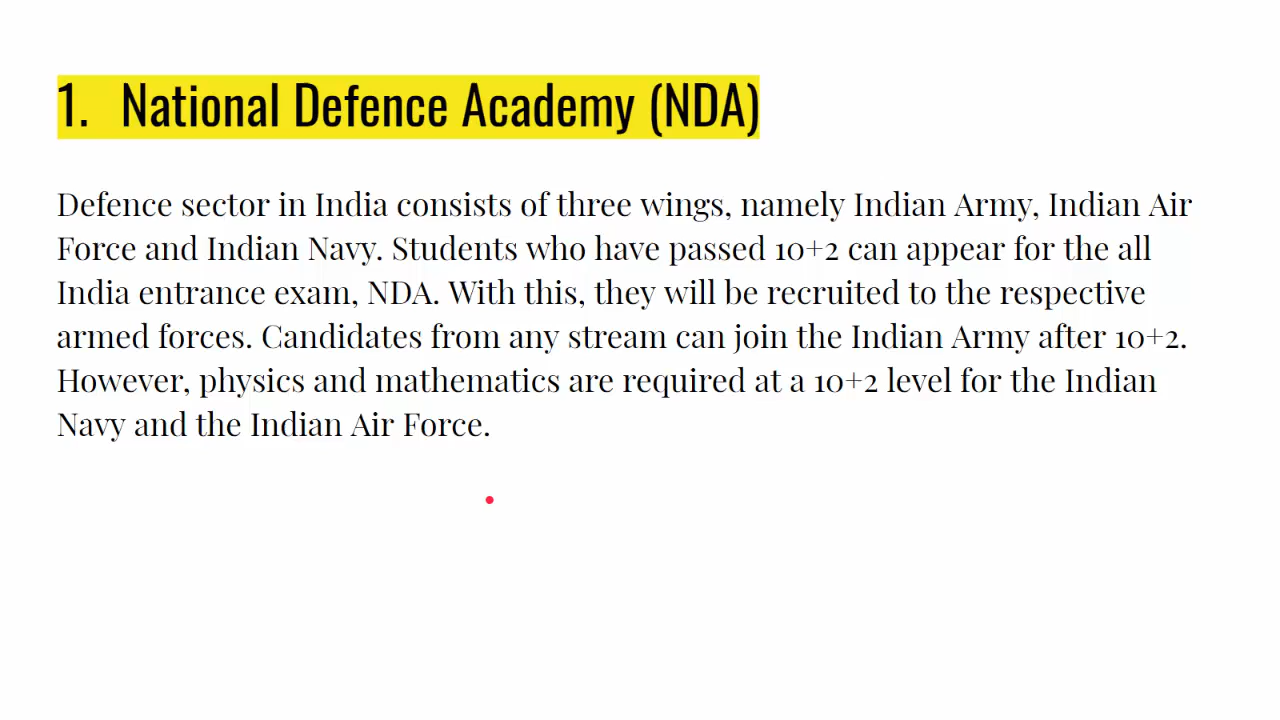 1. National Defence Academy (NDA)
Defence sector in India consists of three wings, namely Indian Army, Indian Air
Force and Indian Navy. Students who have passed 10+2 can appear for the all
India entrance exam, NDA. With this, they will be recruited to the respective
armed forces. Candidates from any stream can join the Indian Army after 10+2.
However, physics and mathematics are required at a 10+2 level for the Indian
Navy and the Indian Air Force.